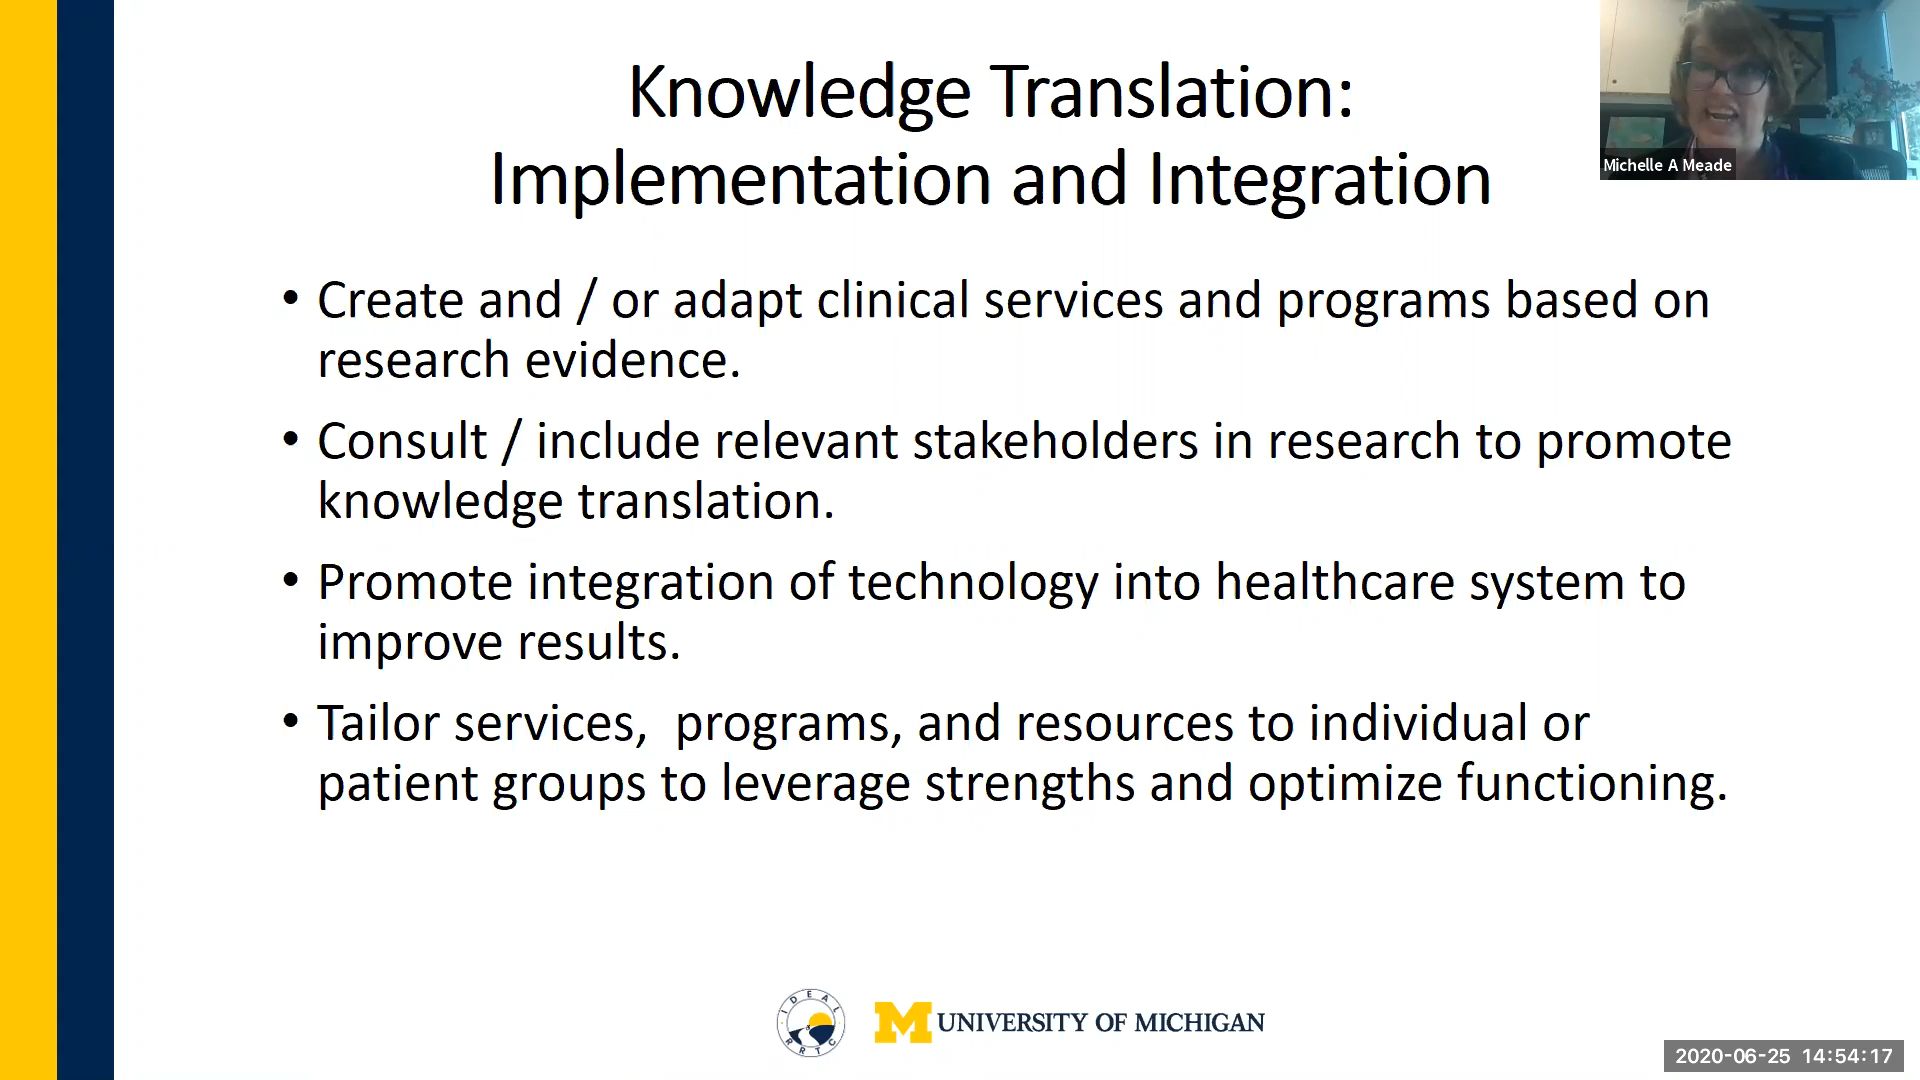 Knowledge Translation:
Implementation and Integration
Michelle A Meade
• Create and / or adapt clinical services and programs based on
research evidence.
• Consult / include relevant stakeholders in research to promote
knowledge translation.
• Promote integration of technology into healthcare system to
improve results.
• Tailor services,  programs, and resources to individual or
patient groups to leverage strengths and optimize functioning.
IDEAL
RRTC
M UNIVERSITY OF MICHIGAN
2020-06-25 14:54:17